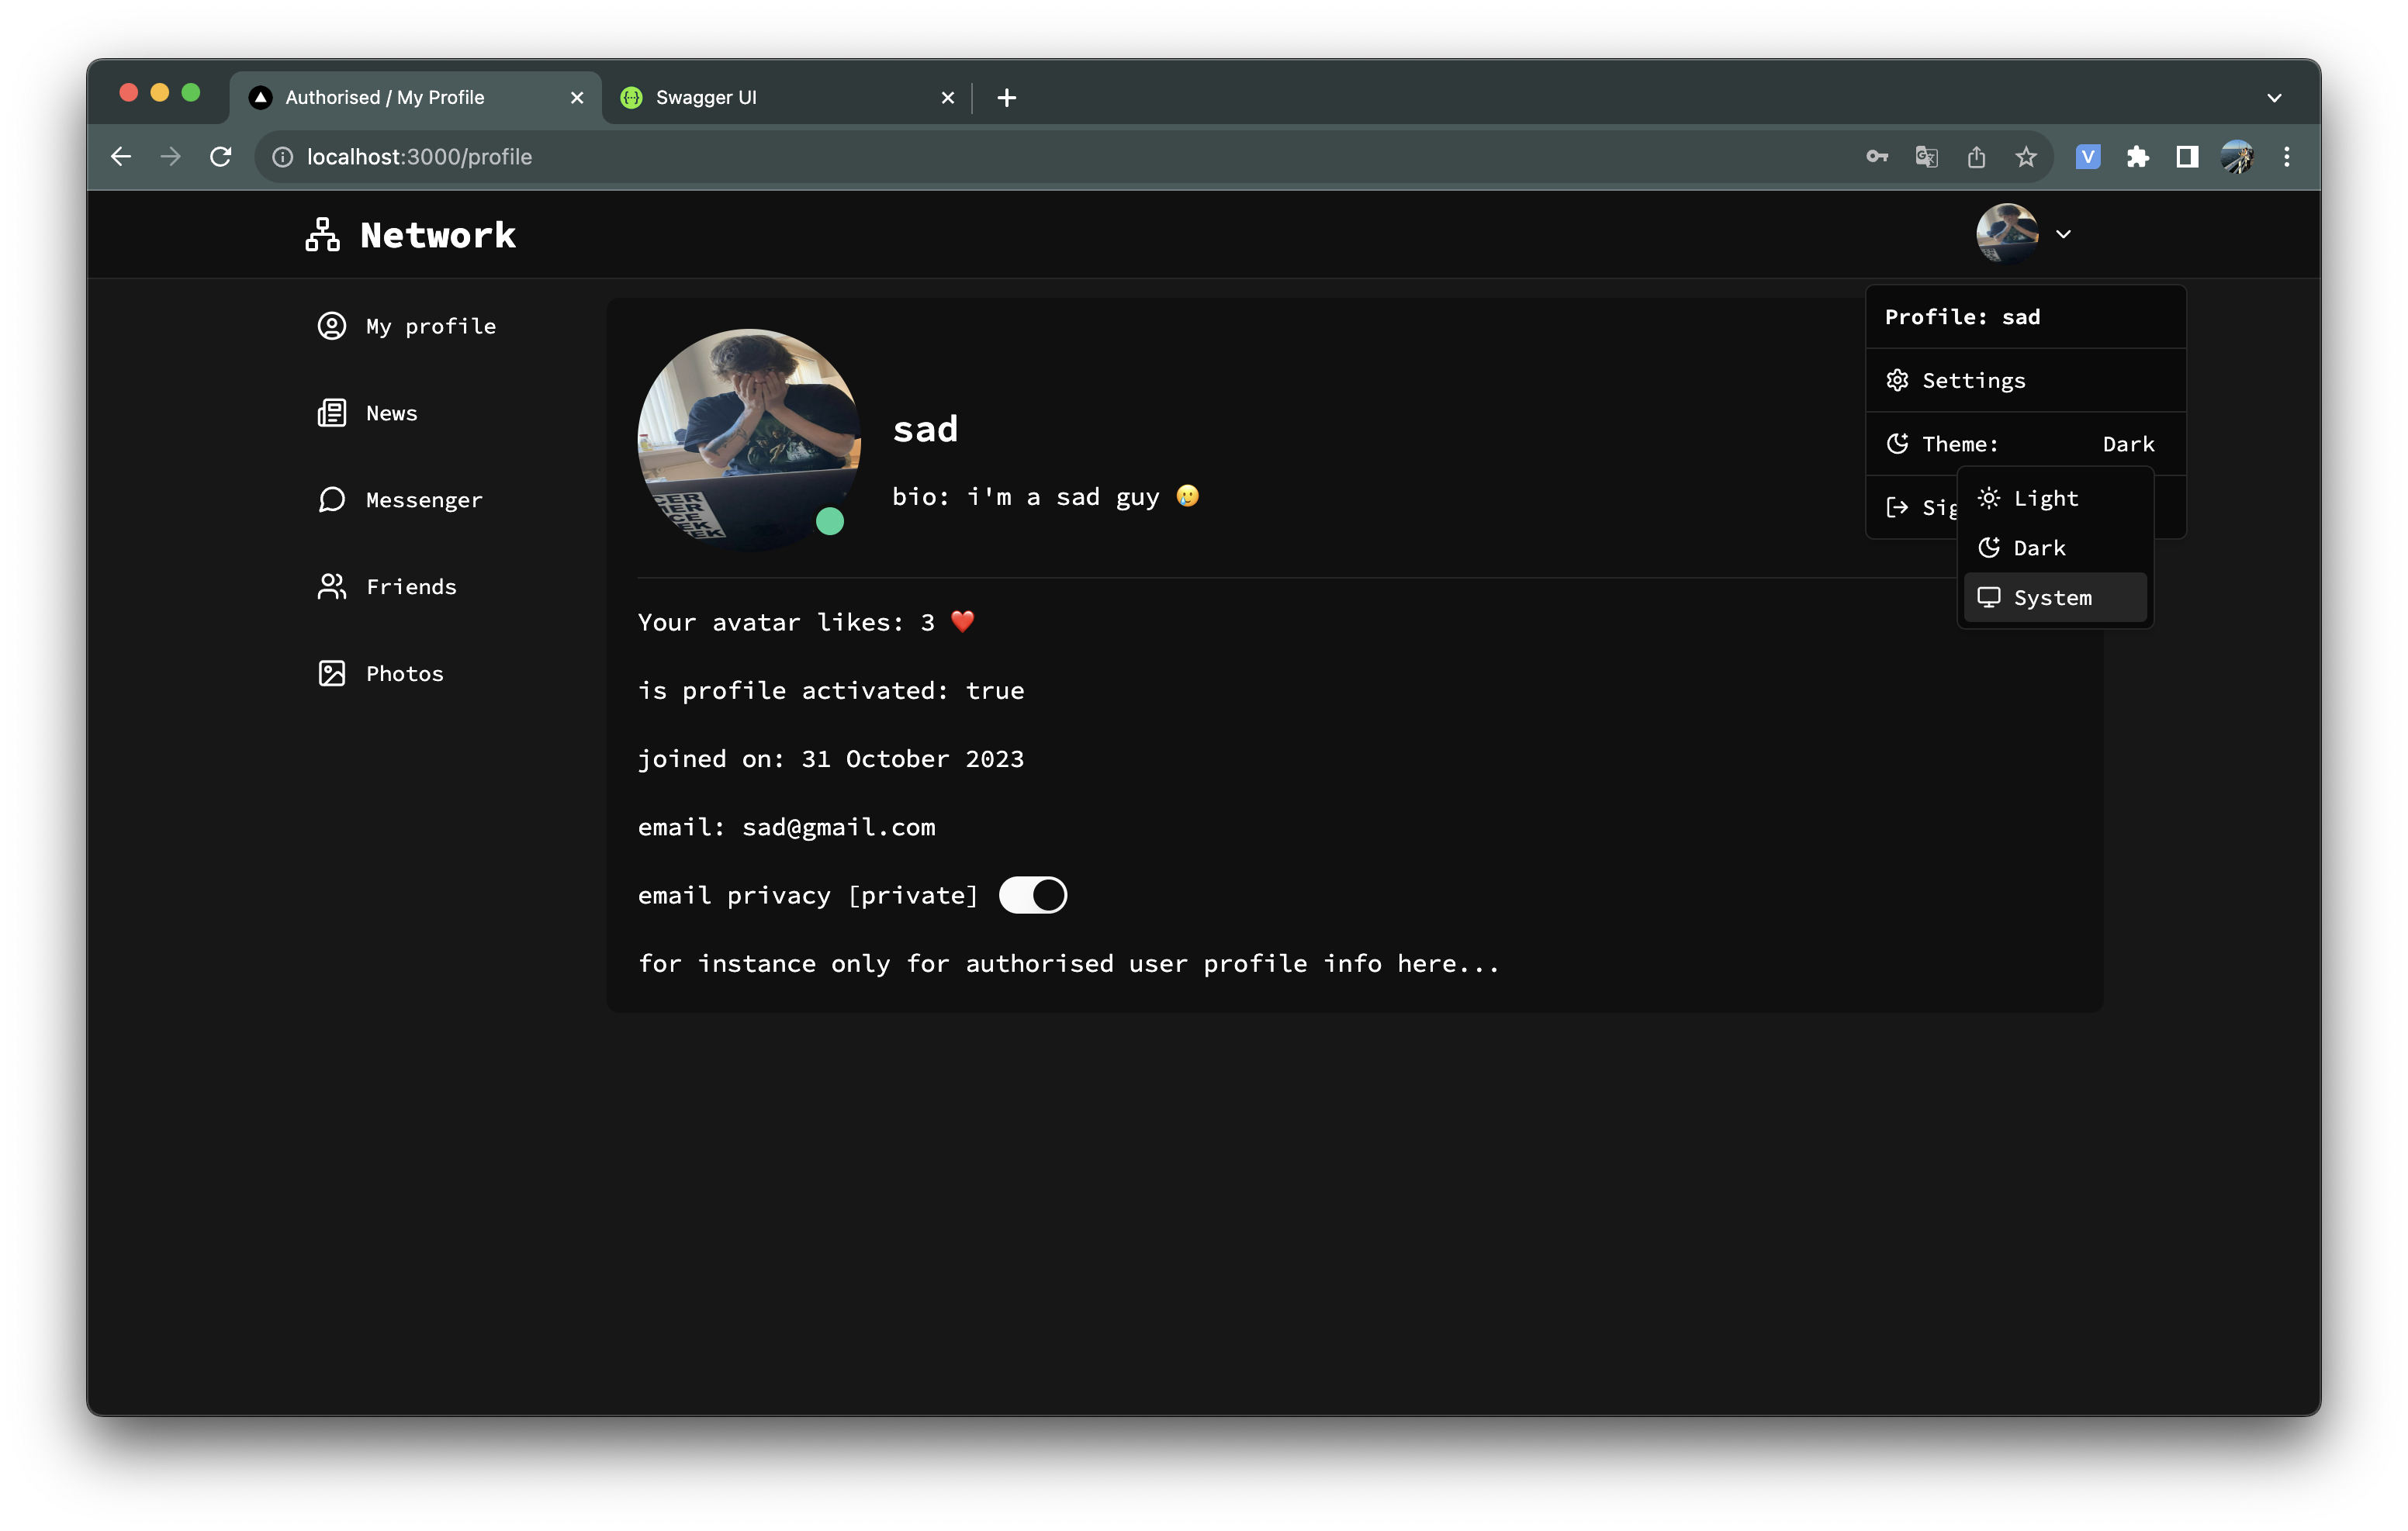 Authorised / My Profile
Swagger UI
localhost:3000/profile
V
Network
My profile
News
Messenger
Friends
Photos
sad
bio: i'm a sad guy 🥲
Your avatar likes: 3 ❤️
is profile activated: true
joined on: 31 October 2023
email: sad@gmail.com
email privacy [private]
for instance only for authorised user profile info here...
Profile: sad
Settings
Theme: Dark
Light
Dark
System